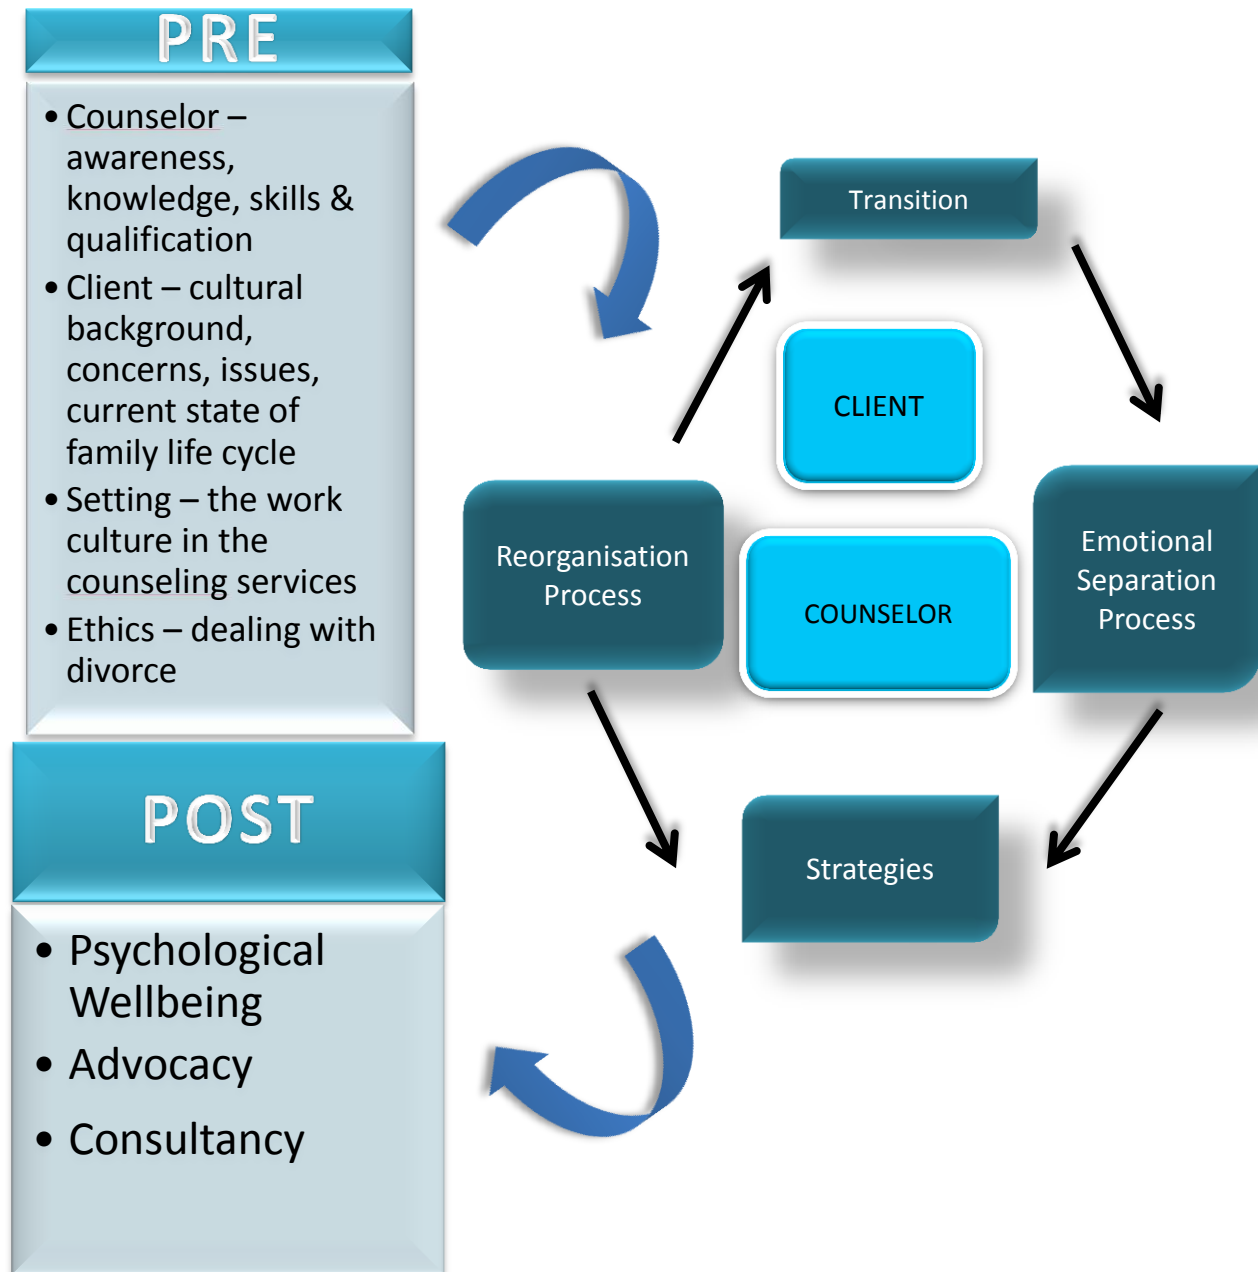 PRE
• Counselor –
awareness,
knowledge, skills &
qualification
• Client – cultural
background,
concerns, issues,
current state of
family life cycle
• Setting – the work
culture in the
counseling services
• Ethics – dealing with
divorce
POST
• Psychological
Wellbeing
• Advocacy
• Consultancy
Transition
CLIENT
Reorganisation
Process
COUNSELOR
Emotional
Separation
Process
Strategies